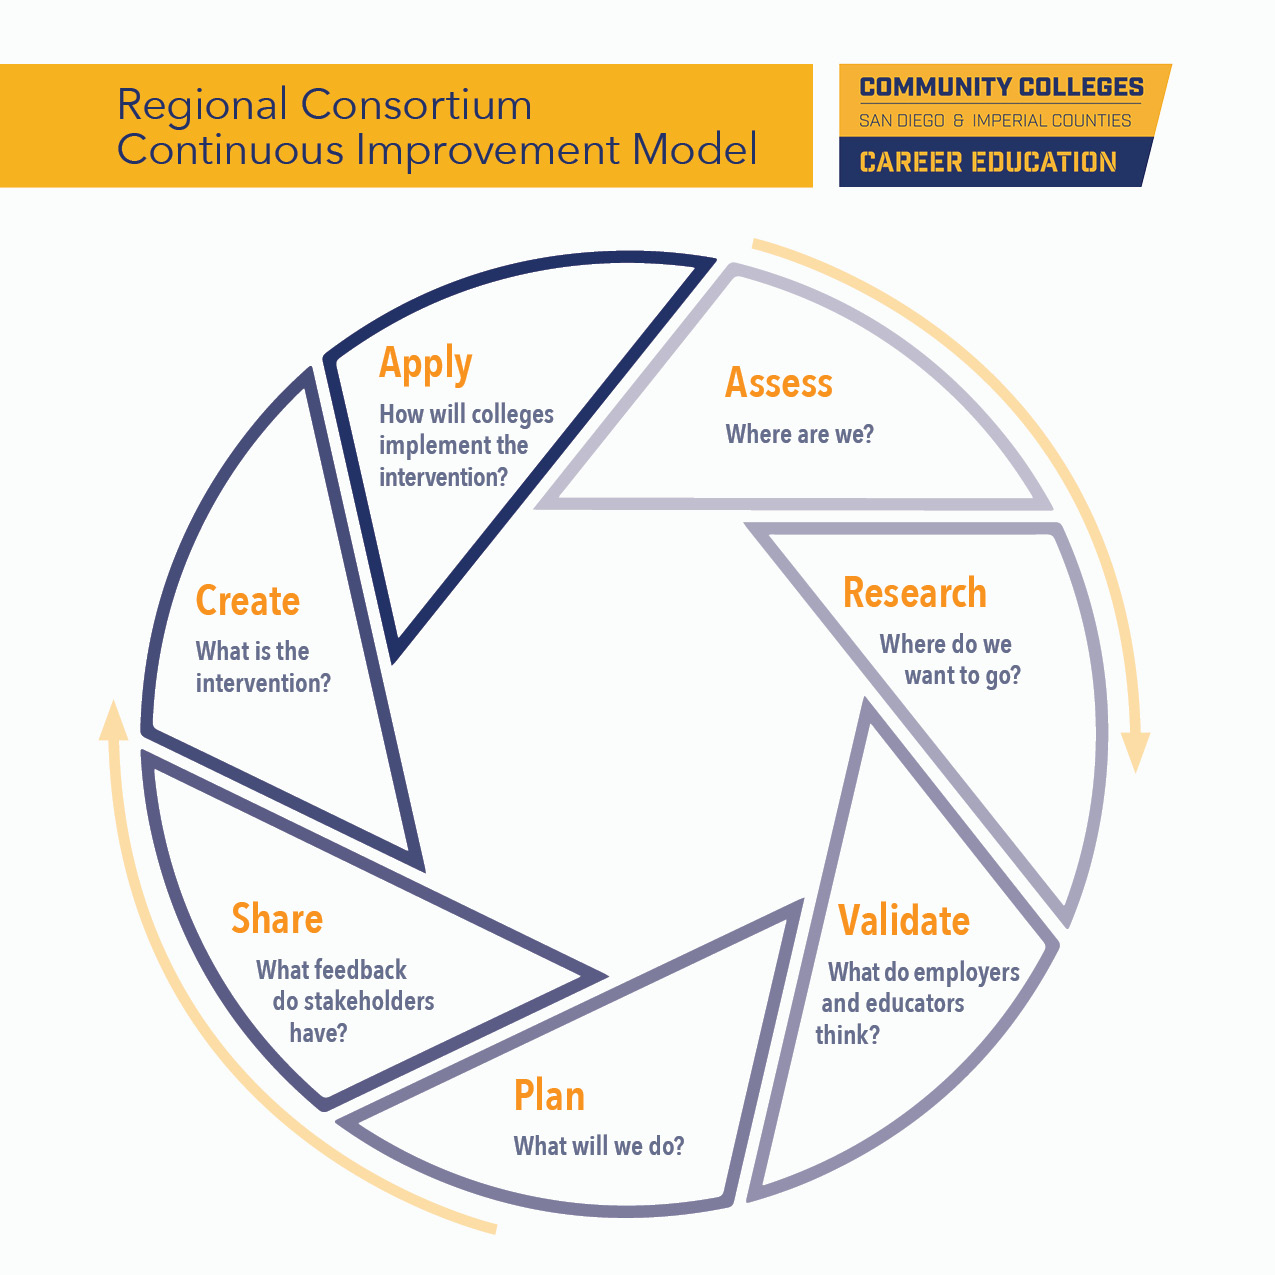 Regional Consortium
Continuous Improvement Model
COMMUNITY COLLEGES
SAN DIEGO & IMPERIAL COUNTIES
CAREER EDUCATION
Assess
Where are we?
Research
Where do we
want to go?
Validate
What do employers
and educators
think?
Plan
What will we do?
Share
What feedback
do stakeholders
have?
Create
What is the
intervention?
Apply
How will colleges
implement the
intervention?